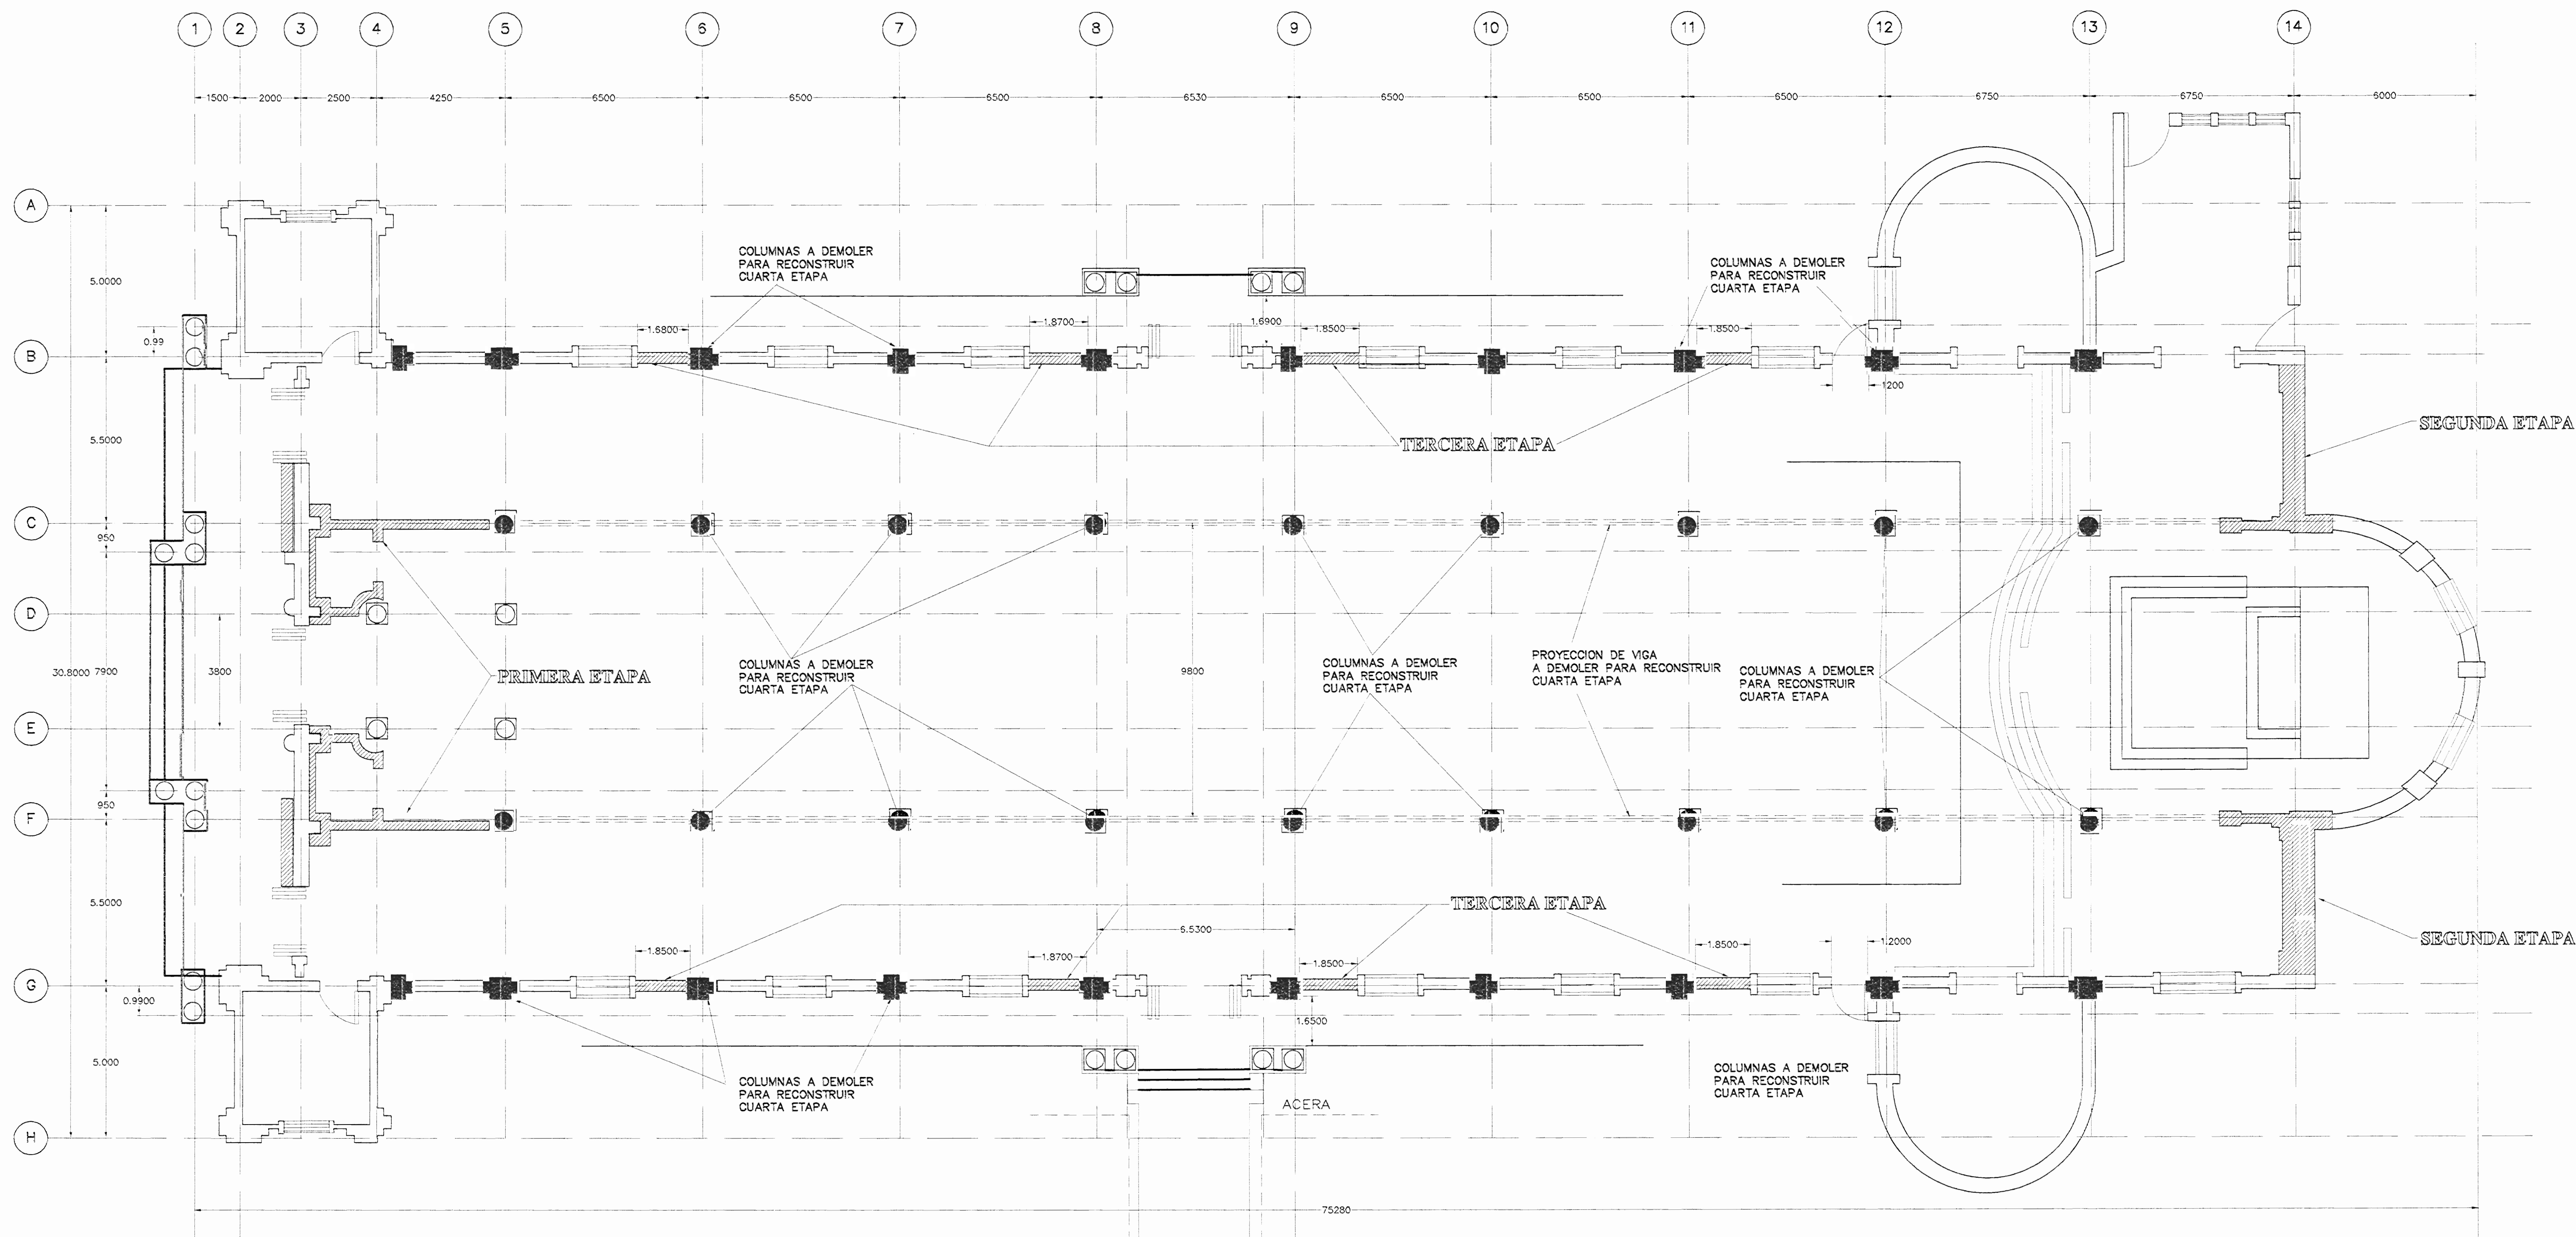 1 2 3 4 5 6 7 8 9 10 11 12 13 14
1500 2000 2500 4250 6500 6500 6500 6530 6500 6500 6500 6750 6750 6000
A
COLUMNAS A DEMOLER
PARA RECONSTRUIR
CUARTA ETAPA
COLUMNAS A DEMOLER
PARA RECONSTRUIR
CUARTA ETAPA
5.0000
1.6800
1.8700
1.6900
1.8500
1.8500
0.99
B
1200
SEGUNDA ETAPA
5.5000
TERCERA ETAPA
C
950
D
30.8000
7900
3800
PRIMERA ETAPA
COLUMNAS A DEMOLER
PARA RECONSTRUIR
CUARTA ETAPA
9800
COLUMNAS A DEMOLER
PARA RECONSTRUIR
CUARTA ETAPA
PROYECCION DE VIGA
A DEMOLER PARA RECONSTRUIR
CUARTA ETAPA
COLUMNAS A DEMOLER
PARA RECONSTRUIR
CUARTA ETAPA
E
950
F
5.5000
TERCERA ETAPA
6.5300
SEGUNDA ETAPA
1.8500
1.8700
1.8500
1.8500
1.2000
G
0.9900
1.6500
5.000
COLUMNAS A DEMOLER
PARA RECONSTRUIR
CUARTA ETAPA
COLUMNAS A DEMOLER
PARA RECONSTRUIR
CUARTA ETAPA
ACERA
H
75280